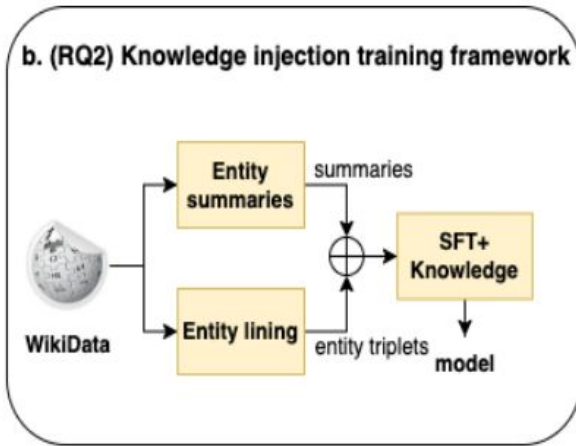 b. (RQ2) Knowledge injection training framework
Entity
summaries
summaries
SFT+
Knowledge
WikiData
Entity lining
entity triplets
model